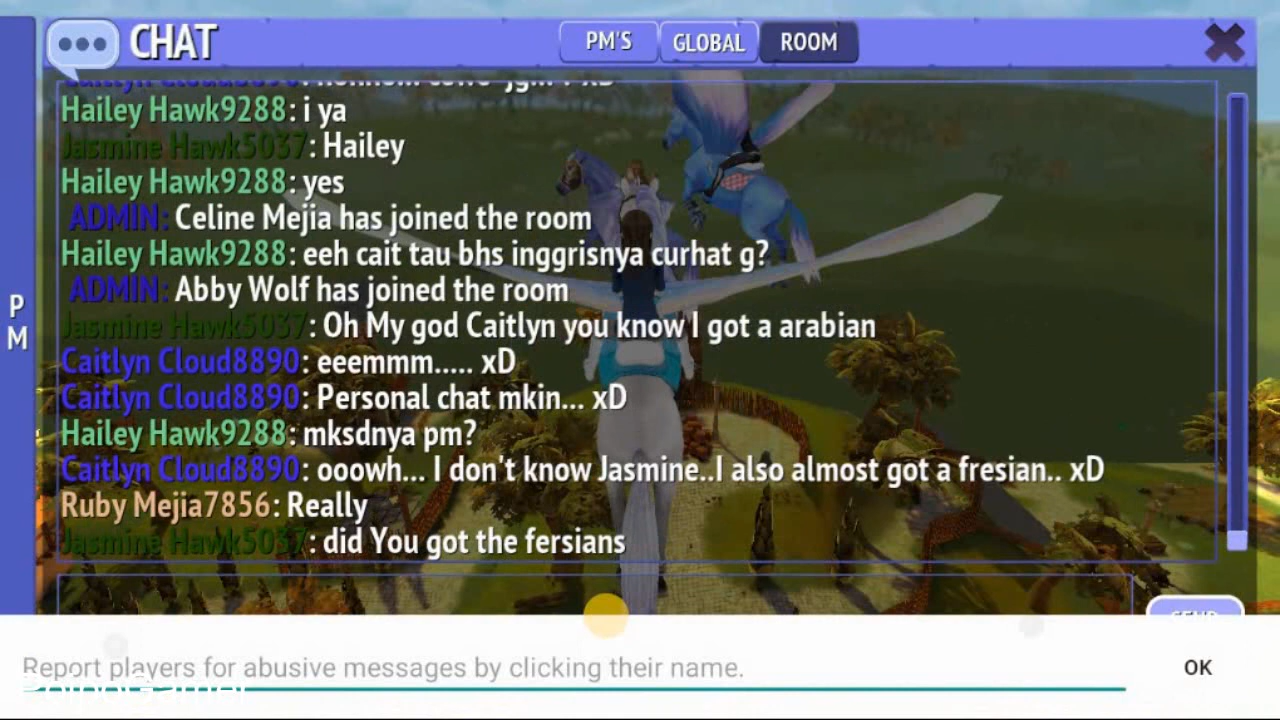 CHAT
PM'S
GLOBAL
ROOM
Hailey Hawk9288: i ya
Jasmine Hawk5037: Hailey
Hailey Hawk9288: yes
ADMIN: Celine Mejia has joined the room
Hailey Hawk9288: eeh cait tau bhs inggrisnya curhat g?
ADMIN: Abby Wolf has joined the room
Jasmine Hawk5037: Oh My god Caitlyn you know I got a arabian
Caitlyn Cloud8890: eeemmm..... xD
Caitlyn Cloud8890: Personal chat mkin... xD
Hailey Hawk9288: mksdnya pm?
Caitlyn Cloud8890: ooowh... I don't know Jasmine..I also almost got a fresian.. xD
Ruby Mejia7856: Really
Jasmine Hawk5037: did You got the fersians
PM
SEND
Report players for abusive messages by clicking their name.
OK